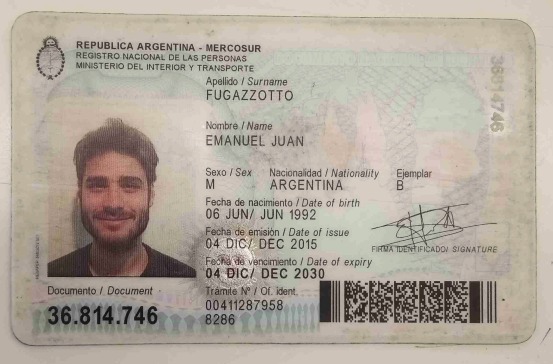 REPUBLICA ARGENTINA - MERCOSUR
REGISTRO NACIONAL DE LAS PERSONAS
MINISTERIO DEL INTERIOR Y TRANSPORTE
Apellido / Surname
FUGAZZOTTO
Nombre / Name
EMANUEL JUAN
Sexo / Sex Nacionalidad / Nationality Ejemplar
M ARGENTINA B
Fecha de nacimiento / Date of birth
06 JUN/ JUN 1992
Fecha de emisión / Date of issue
04 DIC/ DEC 2015
FIRMA IDENTIFICADO/ SIGNATURE
Fecha de vencimiento / Date of expiry
04 DIC/ DEC 2030
Documento / Document
36.814.746
Trámite Nº / Of. ident.
00411287958
8286
36814746